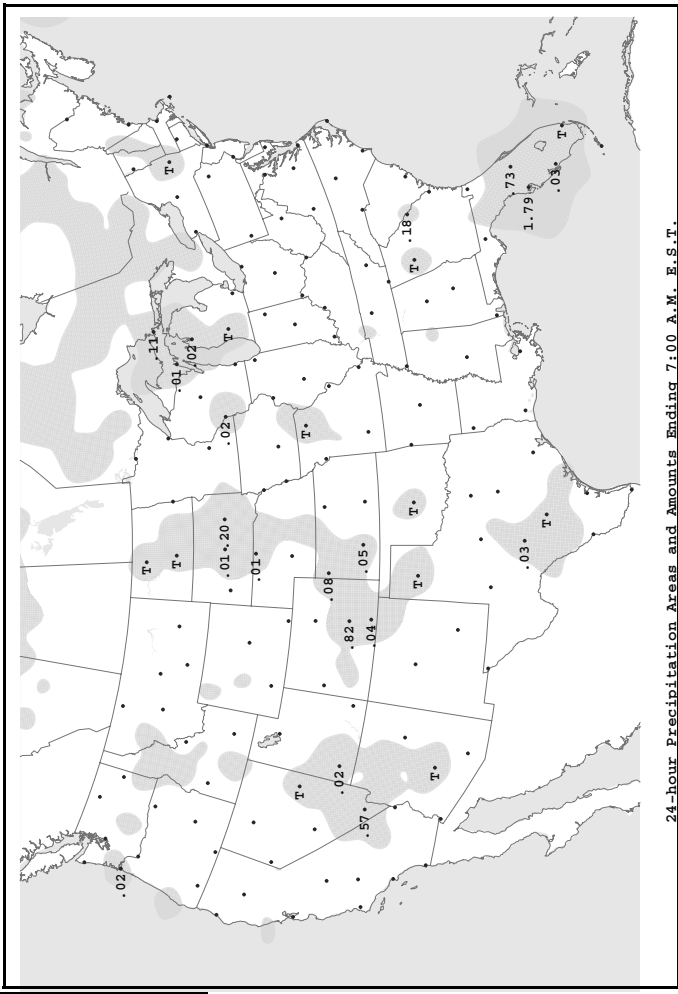 .02
T
.11
T
T
.01
.02
.01 .20
.02
T
.01
T
T
.08
.02
.82
.05
.57
.04
.18
T
T
T
T
.73
.03
1.79
T
.03
T
24-hour Precipitation Areas and Amounts Ending 7:00 A.M. E.S.T.